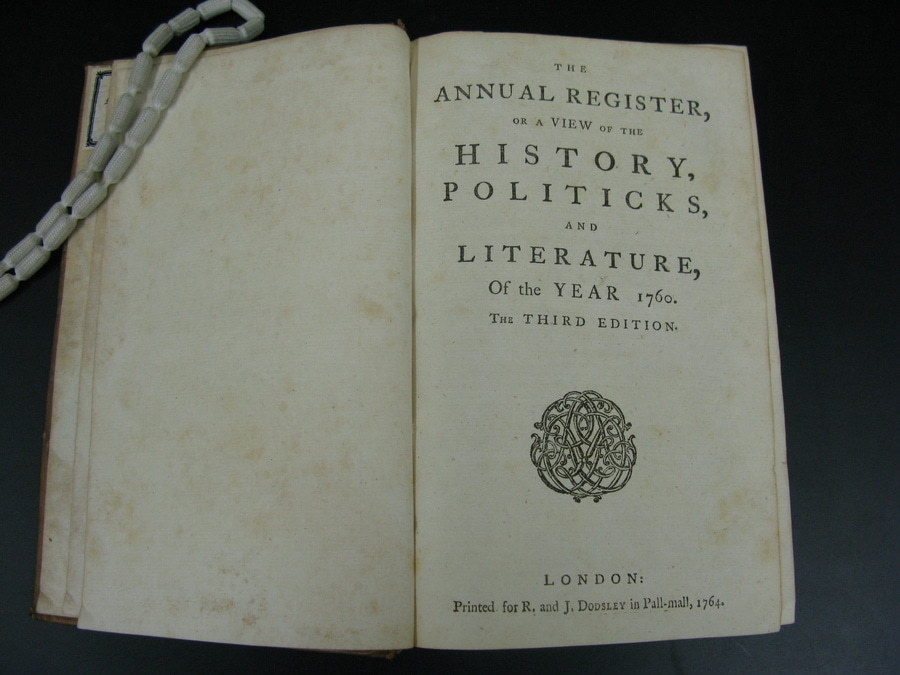 THE
ANNUAL REGISTER,
OR A VIEW OF THE
HISTORY,
POLITICKS,
AND
LITERATURE,
Of the YEAR 1760.
THE THIRD EDITION.
LONDON:
Printed for R. and J. DODSLEY in Pall-mall, 1764.